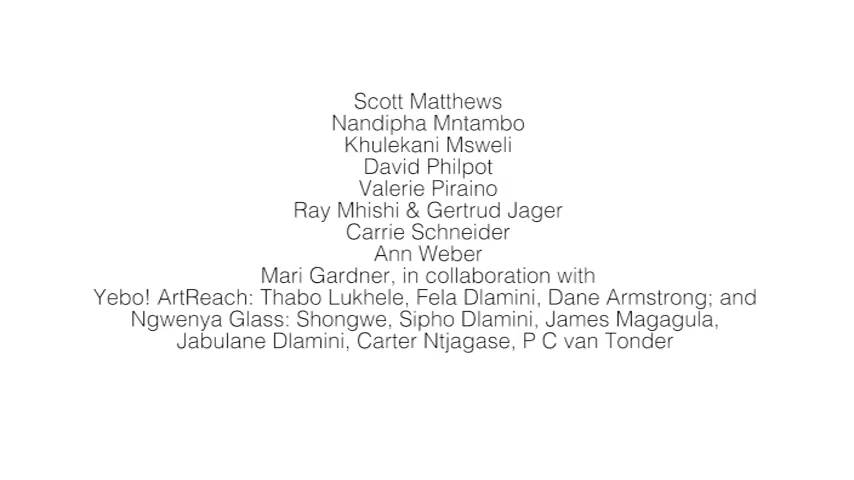 Scott Matthews
Nandipha Mntambo
Khulekani Msweli
David Philpot
Valerie Piraino
Ray Mhishi & Gertrud Jager
Carrie Schneider
Ann Weber
Mari Gardner, in collaboration with
Yebo! ArtReach: Thabo Lukhele, Fela Dlamini, Dane Armstrong; and
Ngwenya Glass: Shongwe, Sipho Dlamini, James Magagula,
Jabulane Dlamini, Carter Ntjagase, P C van Tonder